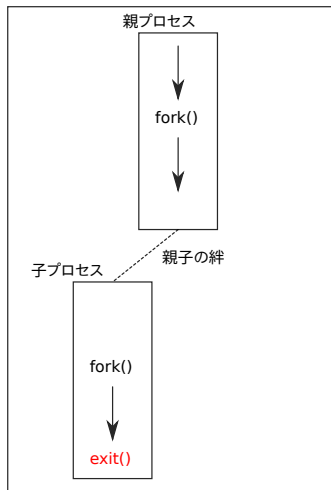 親プロセス
fork()
親子の絆
子プロセス
fork()
exit()